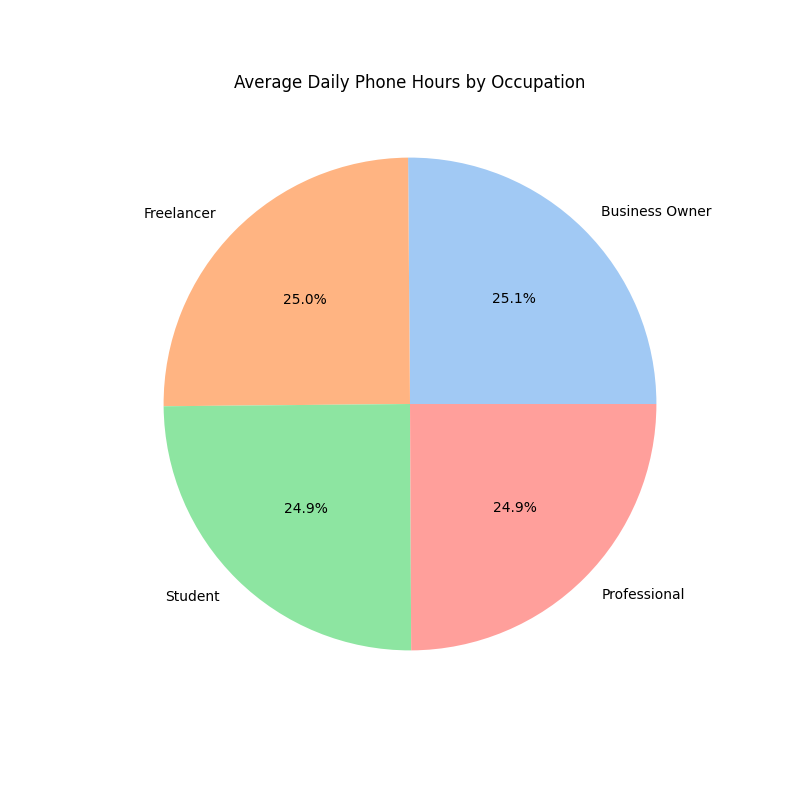 Average Daily Phone Hours by Occupation
Freelancer
Business Owner
25.0%
25.1%
24.9%
24.9%
Student
Professional